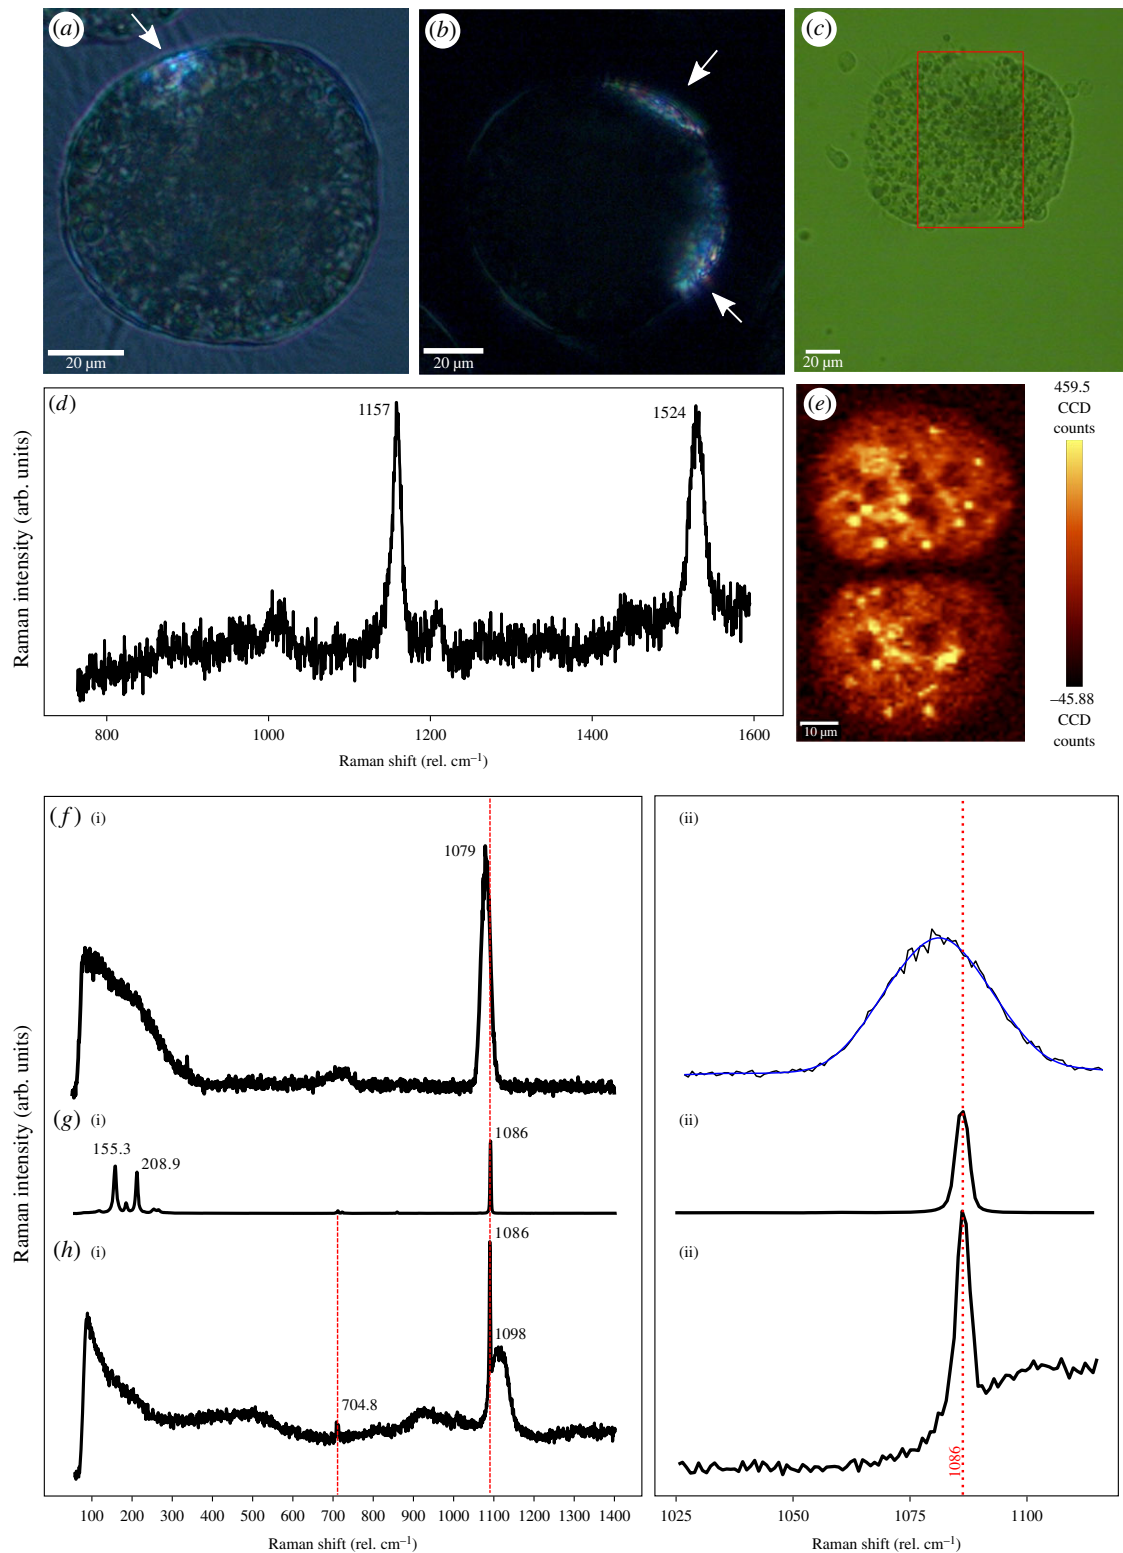 (a)
20 µm
(b)
20 µm
(c)
20 µm
(d)
1157
1524
Raman intensity (arb. units)
800 1000 1200 1400 1600
Raman shift (rel. cm⁻¹)
(e)
10 µm
459.5
CCD
counts
–45.88
CCD
counts
(f) (i)
1079
(ii)
Raman intensity (arb. units)
(g) (i)
155.3
208.9
1086
(ii)
(h) (i)
1086
1098
704.8
100 200 300 400 500 600 700 800 900 1000 1100 1200 1300 1400
Raman shift (rel. cm⁻¹)
(ii)
1086
1025 1050 1075 1100
Raman shift (rel. cm⁻¹)